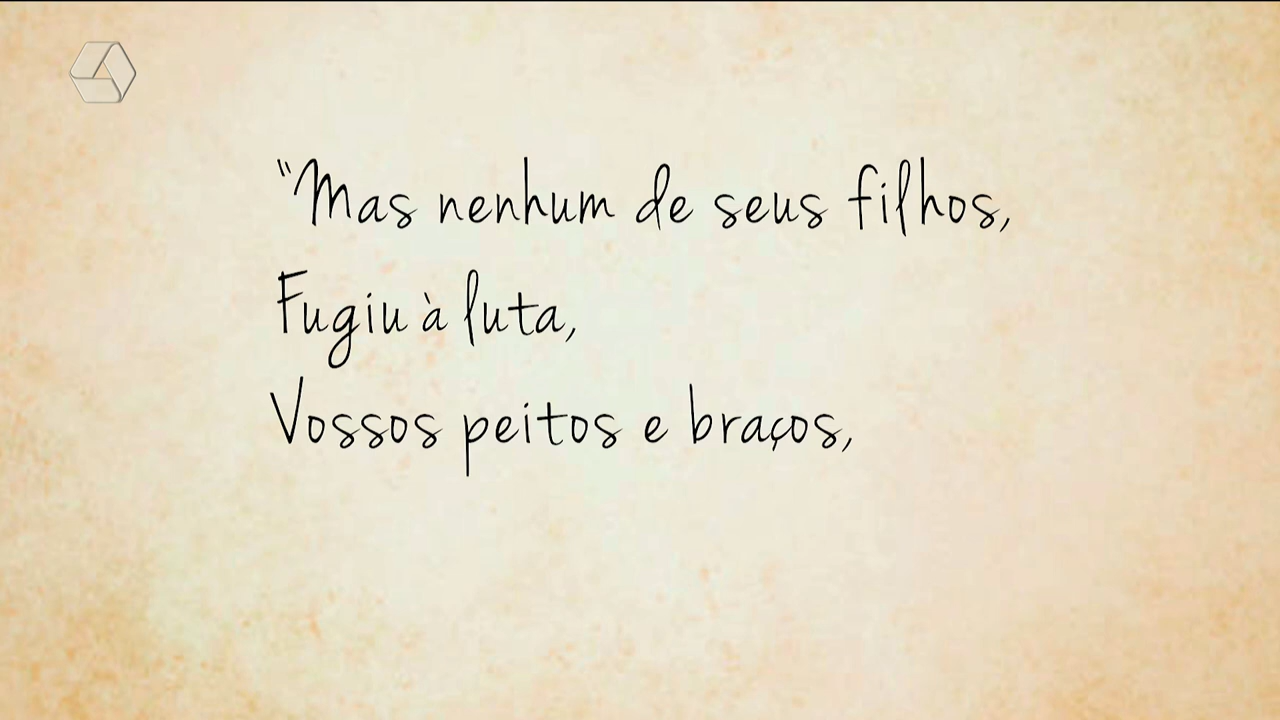 “Mas nenhum de seus filhos,
Fugiu à luta,
Vossos peitos e braços,